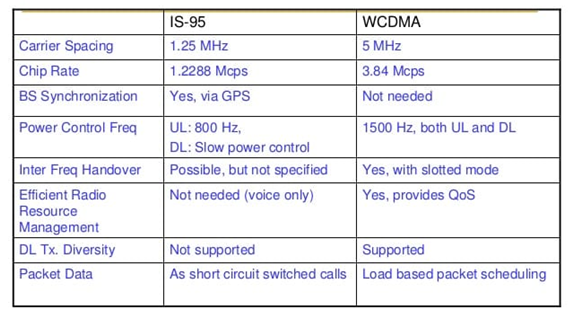 IS-95 WCDMA
Carrier Spacing 1.25 MHz 5 MHz
Chip Rate 1.2288 Mcps 3.84 Mcps
BS Synchronization Yes, via GPS Not needed
Power Control Freq UL: 800 Hz, 1500 Hz, both UL and DL
DL: Slow power control
Inter Freq Handover Possible, but not specified Yes, with slotted mode
Efficient Radio Not needed (voice only) Yes, provides QoS
Resource
Management
DL Tx. Diversity Not supported Supported
Packet Data As short circuit switched calls Load based packet scheduling